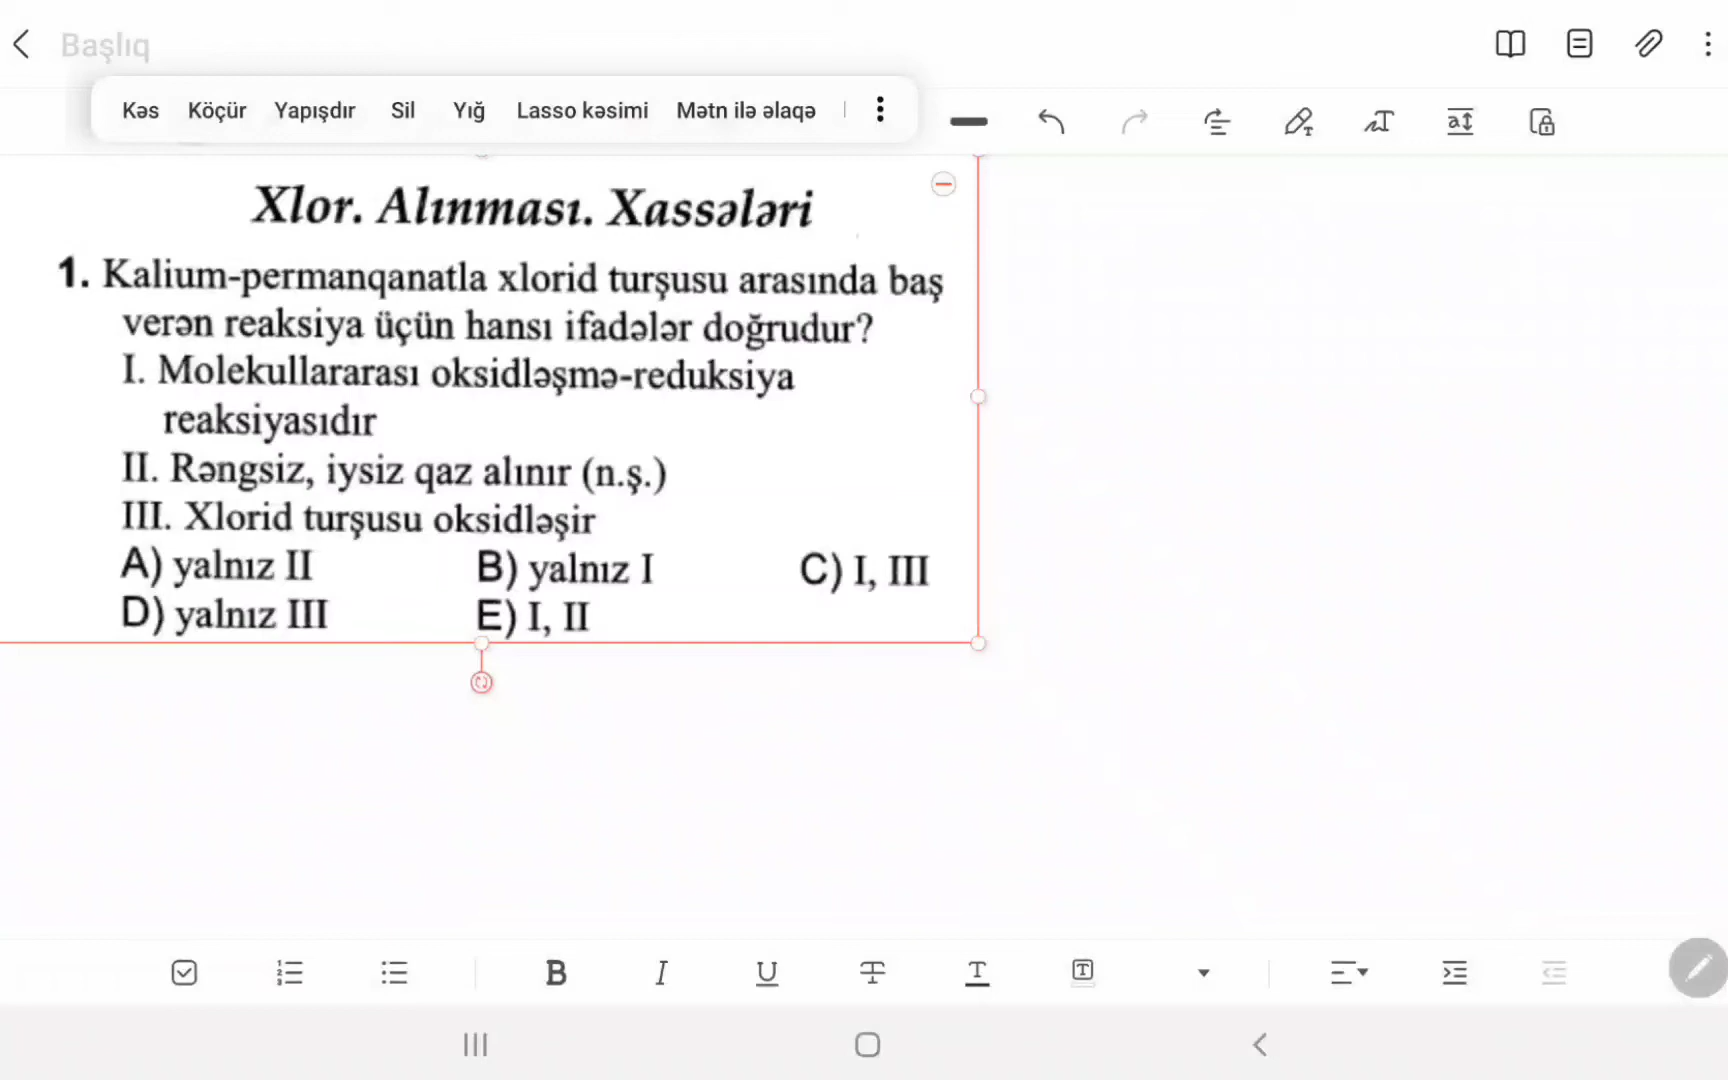 Başlıq
Kəs Köçür Yapışdır Sil Yığ Lasso kəsimi Mətn ilə əlaqə
Xlor. Alınması. Xassələri
1. Kalium-permanqanatla xlorid turşusu arasında baş
verən reaksiya üçün hansı ifadələr doğrudur?
I. Molekullararası oksidləşmə-reduksiya
reaksiyasıdır
II. Rəngsiz, iysiz qaz alınır (n.ş.)
III. Xlorid turşusu oksidləşir
A) yalnız II B) yalnız I C) I, III
D) yalnız III E) I, II